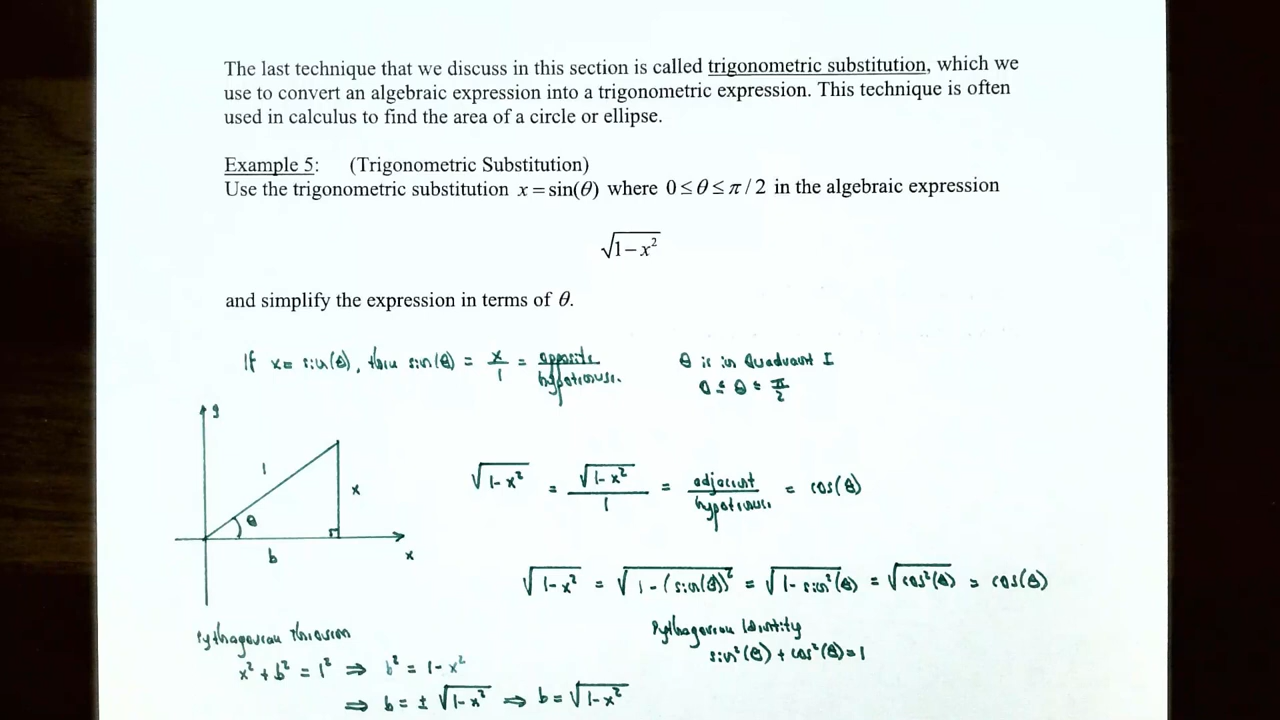 The last technique that we discuss in this section is called trigonometric substitution, which we
use to convert an algebraic expression into a trigonometric expression. This technique is often
used in calculus to find the area of a circle or ellipse.
Example 5: (Trigonometric Substitution)
Use the trigonometric substitution x = sin(θ) where 0 ≤ θ ≤ π / 2 in the algebraic expression
√(1 − x²)
and simplify the expression in terms of θ.
If x = sin(θ), then sin(θ) = x/1 = opposite/hypotenuse.
θ is in Quadrant I
0 ≤ θ ≤ π/2
y
1
x
θ
b
x
√(1-x²) = √(1-x²)/1 = adjacent/hypotenuse = cos(θ)
√(1-x²) = √(1-(sin(θ))²) = √(1-sin²(θ)) = √(cos²(θ)) = cos(θ)
Pythagorean Identity
sin²(θ) + cos²(θ) = 1
Pythagorean Theorem
x² + b² = 1² ⇒ b² = 1-x²
⇒ b = ± √(1-x²) ⇒ b = √(1-x²)